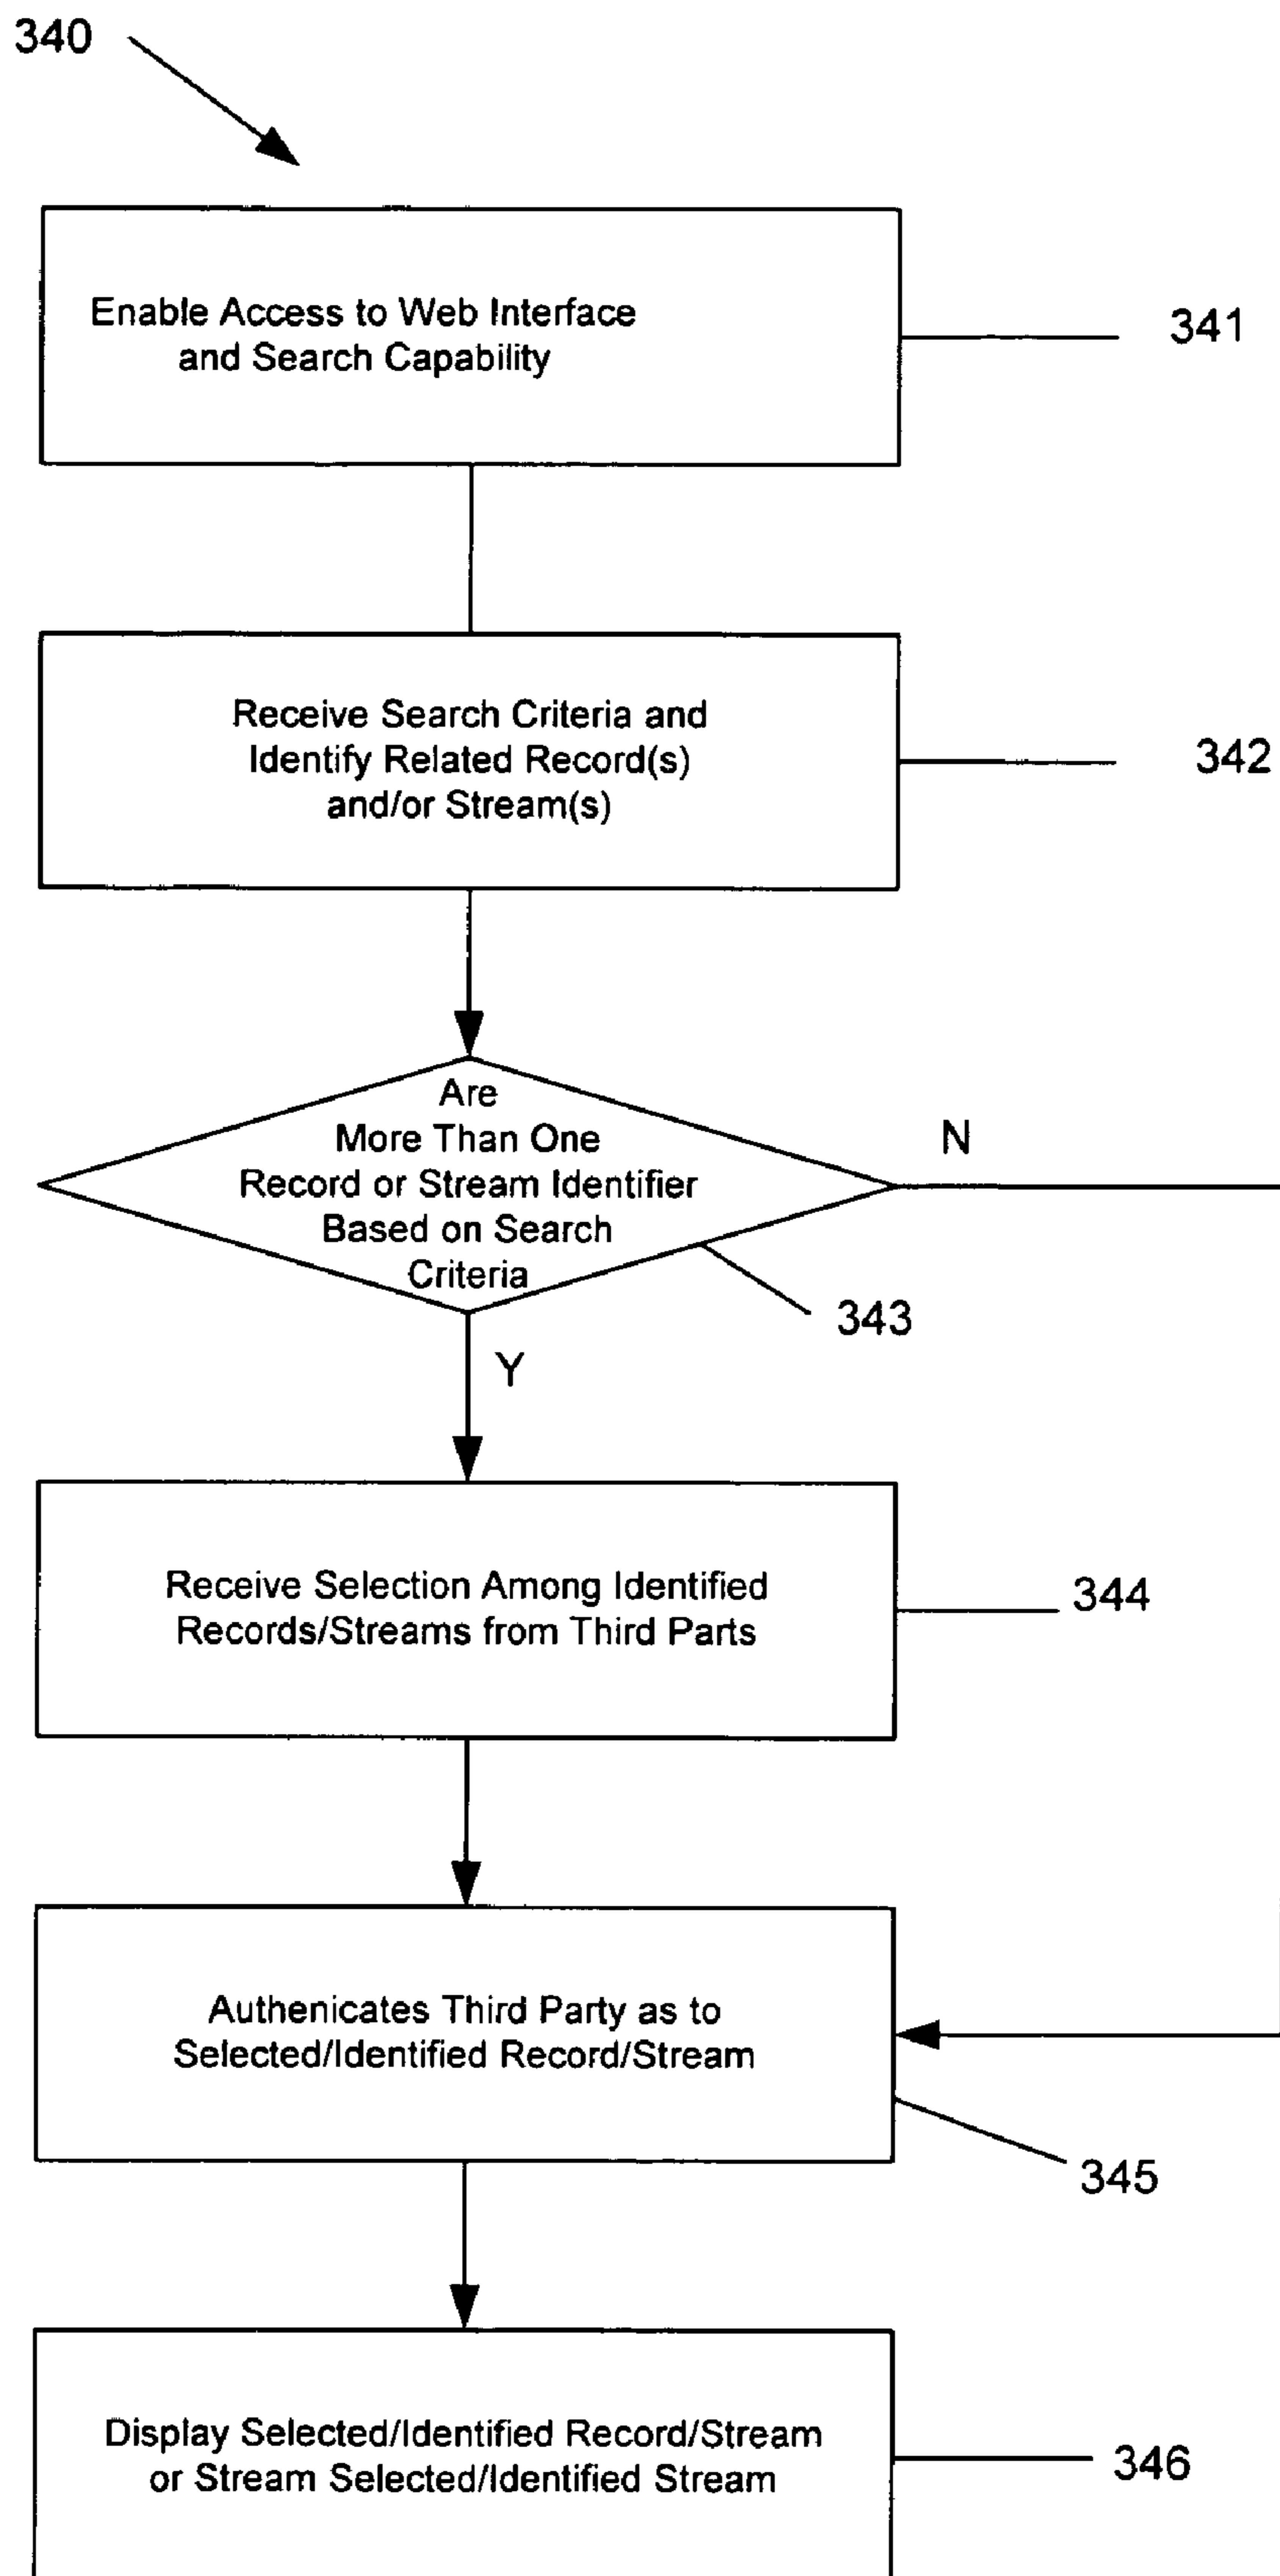 340
Enable Access to Web Interface
and Search Capability
341
Receive Search Criteria and
Identify Related Record(s)
and/or Stream(s)
342
Are
More Than One
Record or Stream Identifier
Based on Search
Criteria
N
343
Y
Receive Selection Among Identified
Records/Streams from Third Parts
344
Authenicates Third Party as to
Selected/Identified Record/Stream
345
Display Selected/Identified Record/Stream
or Stream Selected/Identified Stream
346